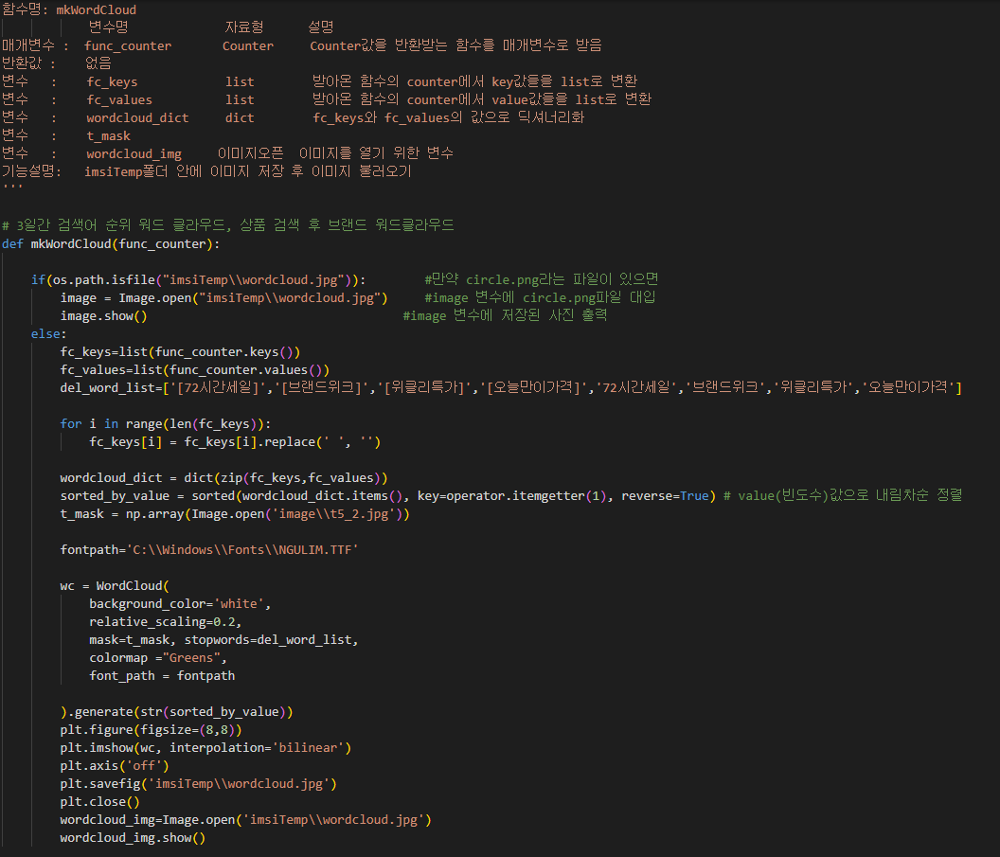 함수명: mkWordCloud
변수명 자료형 설명
매개변수 : func_counter Counter Counter값을 반환받는 함수를 매개변수로 받음
반환값 : 없음
변수 : fc_keys list 받아온 함수의 counter에서 key값들을 list로 변환
변수 : fc_values list 받아온 함수의 counter에서 value값들을 list로 변환
변수 : wordcloud_dict dict fc_keys와 fc_values의 값으로 딕셔너리화
변수 : t_mask
변수 : wordcloud_img 이미지오픈 이미지를 열기 위한 변수
기능설명: imsiTemp폴더 안에 이미지 저장 후 이미지 불러오기
'''
# 3일간 검색어 순위 워드 클라우드, 상품 검색 후 브랜드 워드클라우드
def mkWordCloud(func_counter):
if(os.path.isfile("imsiTemp\\wordcloud.jpg")): #만약 circle.png라는 파일이 있으면
image = Image.open("imsiTemp\\wordcloud.jpg") #image 변수에 circle.png파일 대입
image.show() #image 변수에 저장된 사진 출력
else:
fc_keys=list(func_counter.keys())
fc_values=list(func_counter.values())
del_word_list=['[72시간세일]','[브랜드위크]','[위클리특가]','[오늘만이가격]','72시간세일','브랜드위크','위클리특가','오늘만이가격']
for i in range(len(fc_keys)):
fc_keys[i] = fc_keys[i].replace(' ', '')
wordcloud_dict = dict(zip(fc_keys,fc_values))
sorted_by_value = sorted(wordcloud_dict.items(), key=operator.itemgetter(1), reverse=True) # value(빈도수)값으로 내림차순 정렬
t_mask = np.array(Image.open('image\\t5_2.jpg'))
fontpath='C:\\Windows\\Fonts\\NGULIM.TTF'
wc = WordCloud(
background_color='white',
relative_scaling=0.2,
mask=t_mask, stopwords=del_word_list,
colormap ="Greens",
font_path = fontpath
).generate(str(sorted_by_value))
plt.figure(figsize=(8,8))
plt.imshow(wc, interpolation='bilinear')
plt.axis('off')
plt.savefig('imsiTemp\\wordcloud.jpg')
plt.close()
wordcloud_img=Image.open('imsiTemp\\wordcloud.jpg')
wordcloud_img.show()